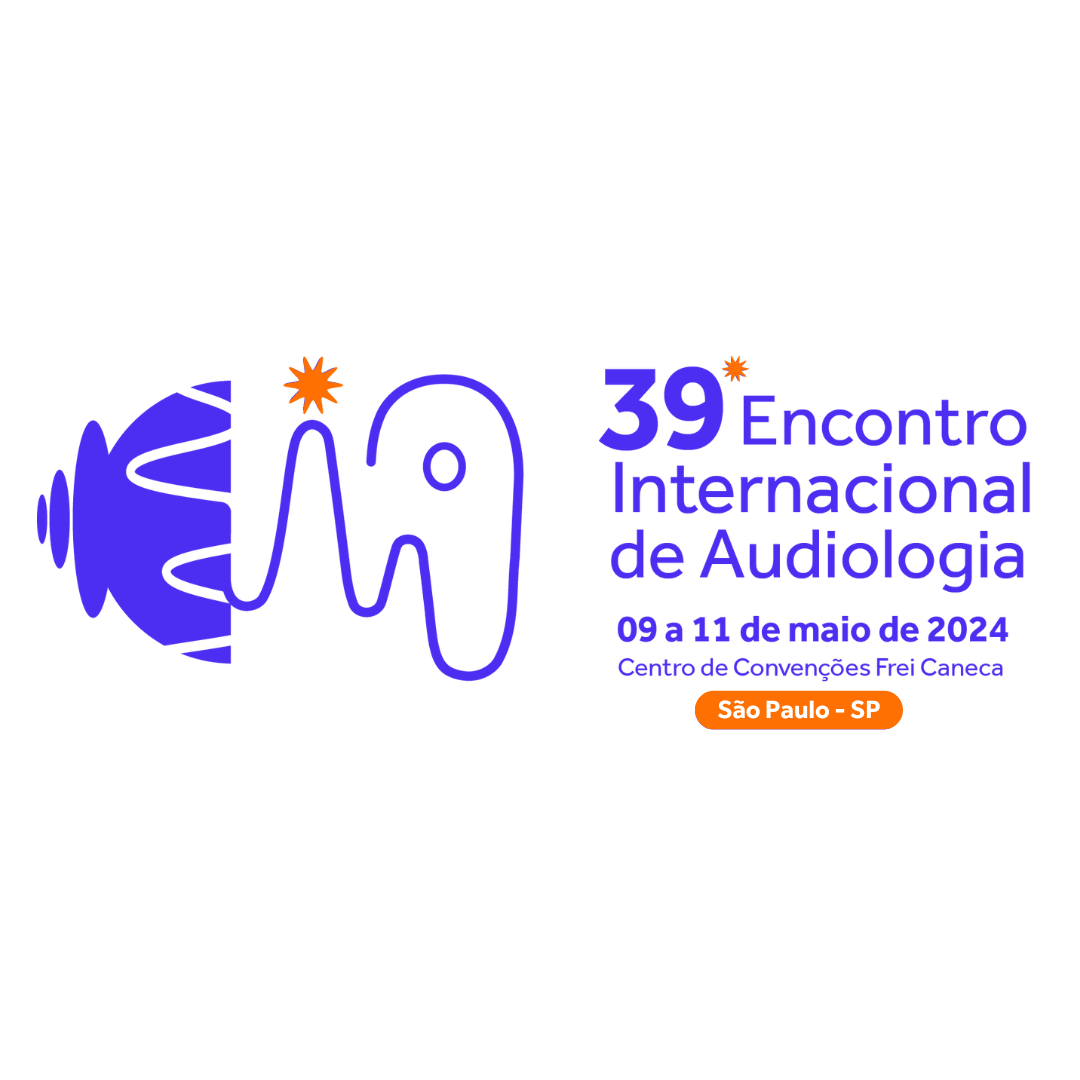 EIA
39* Encontro
Internacional
de Audiologia
09 a 11 de maio de 2024
Centro de Convenções Frei Caneca
São Paulo - SP